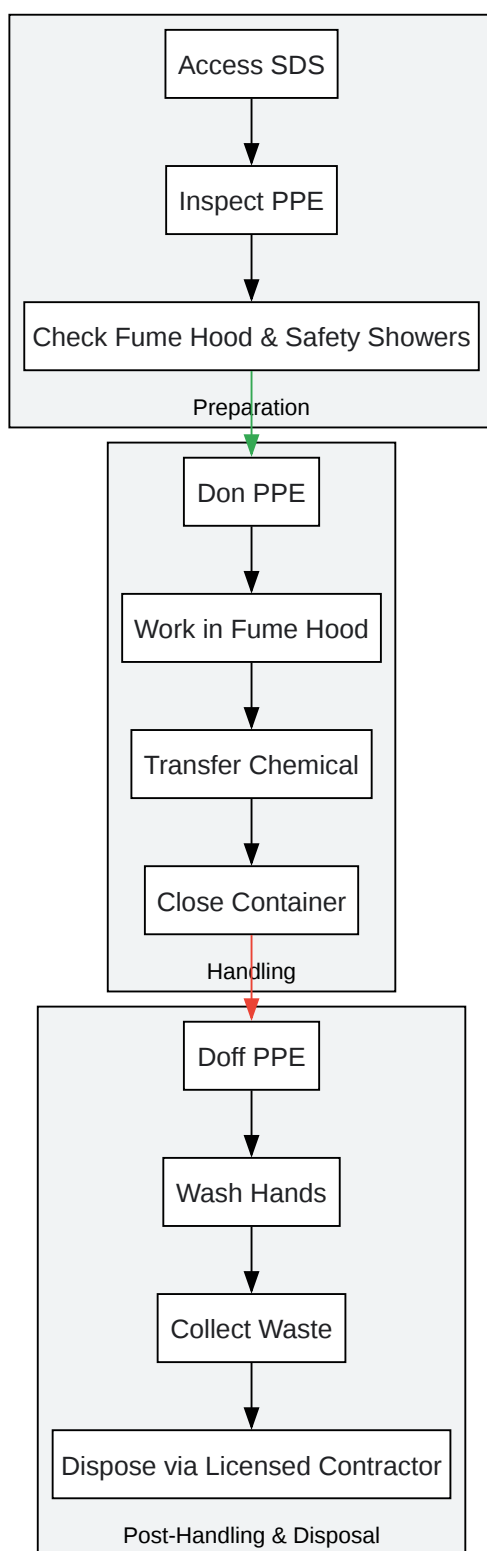 Access SDS
Inspect PPE
Check Fume Hood & Safety Showers
Preparation
Don PPE
Work in Fume Hood
Transfer Chemical
Close Container
Handling
Doff PPE
Wash Hands
Collect Waste
Dispose via Licensed Contractor
Post-Handling & Disposal